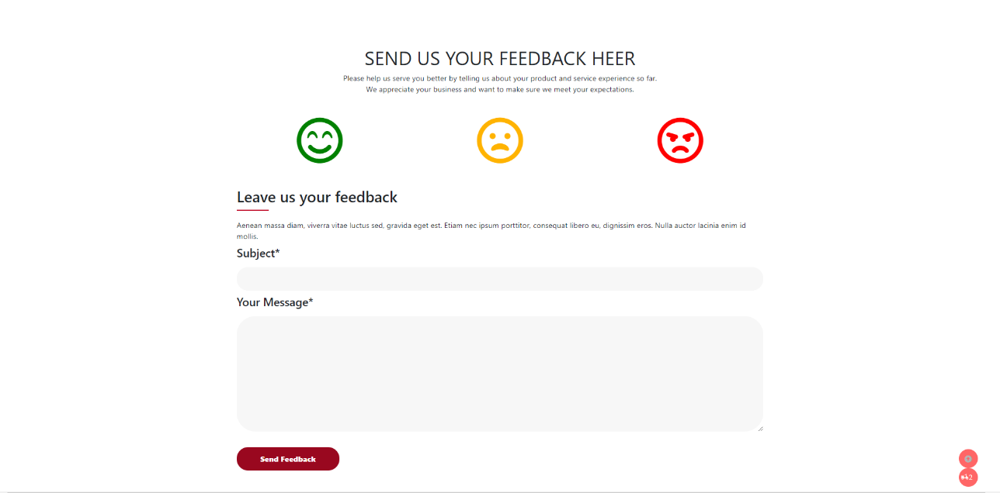 SEND US YOUR FEEDBACK HEER
Please help us serve you better by telling us about your product and service experience so far.
We appreciate your business and want to make sure we meet your expectations.
Leave us your feedback
Aenean massa diam, viverra vitae luctus sed, gravida eget est. Etiam nec ipsum porttitor, consequat libero eu, dignissim eros. Nulla auctor lacinia enim id
mollis.
Subject*
Your Message*
Send Feedback